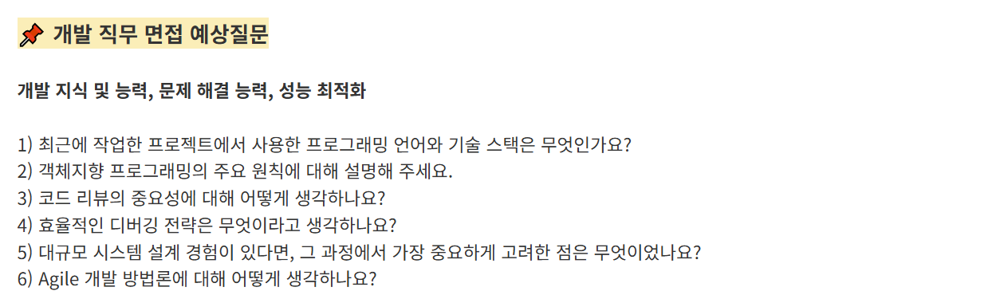 📌 개발 직무 면접 예상질문
개발 지식 및 능력, 문제 해결 능력, 성능 최적화
1) 최근에 작업한 프로젝트에서 사용한 프로그래밍 언어와 기술 스택은 무엇인가요?
2) 객체지향 프로그래밍의 주요 원칙에 대해 설명해 주세요.
3) 코드 리뷰의 중요성에 대해 어떻게 생각하나요?
4) 효율적인 디버깅 전략은 무엇이라고 생각하나요?
5) 대규모 시스템 설계 경험이 있다면, 그 과정에서 가장 중요하게 고려한 점은 무엇이었나요?
6) Agile 개발 방법론에 대해 어떻게 생각하나요?